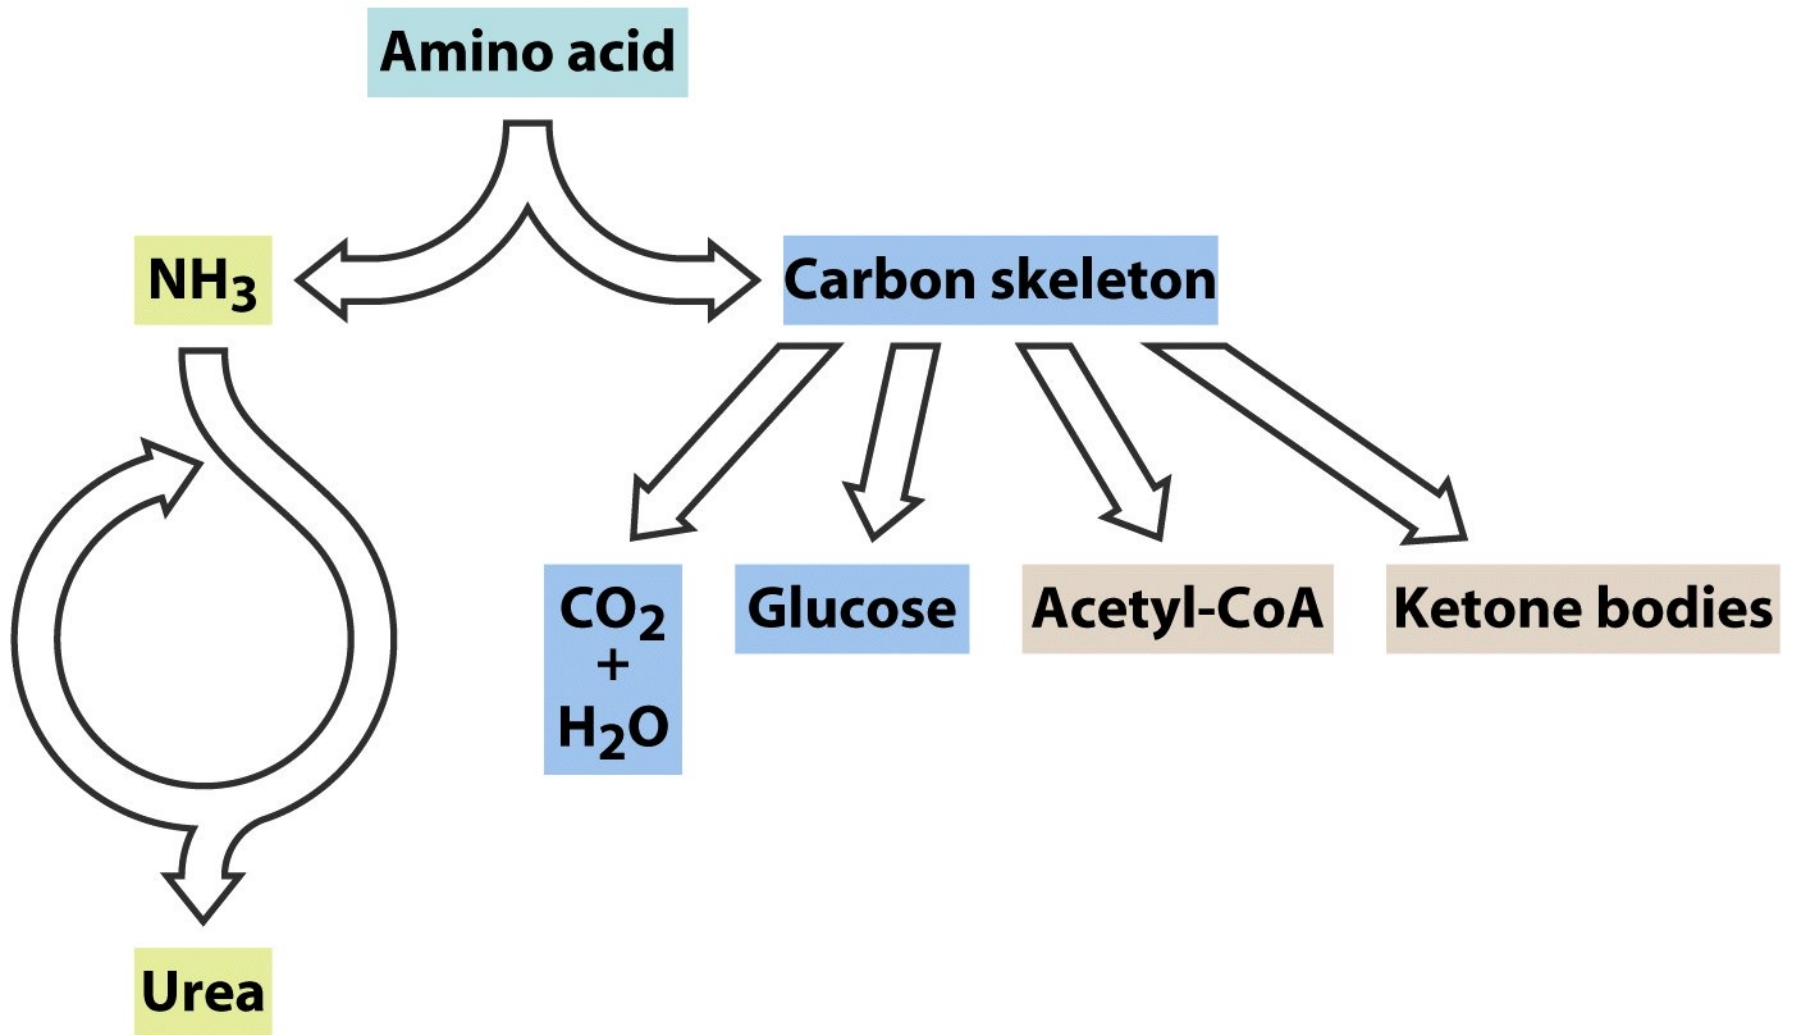 Amino acid
NH₃
Carbon skeleton
CO₂
+
H₂O
Glucose
Acetyl-CoA
Ketone bodies
Urea